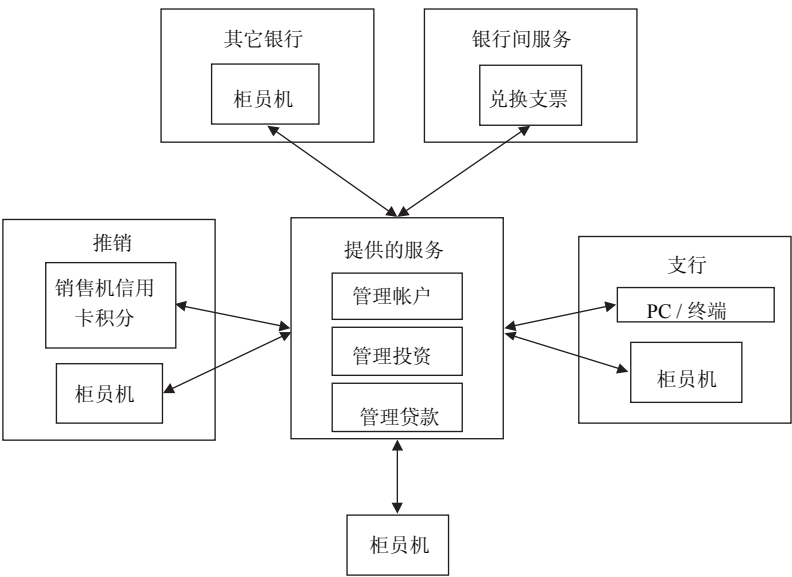 其它银行
柜员机
银行间服务
兑换支票
推销
销售机信用
卡积分
柜员机
提供的服务
管理帐户
管理投资
管理贷款
支行
PC / 终端
柜员机
柜员机